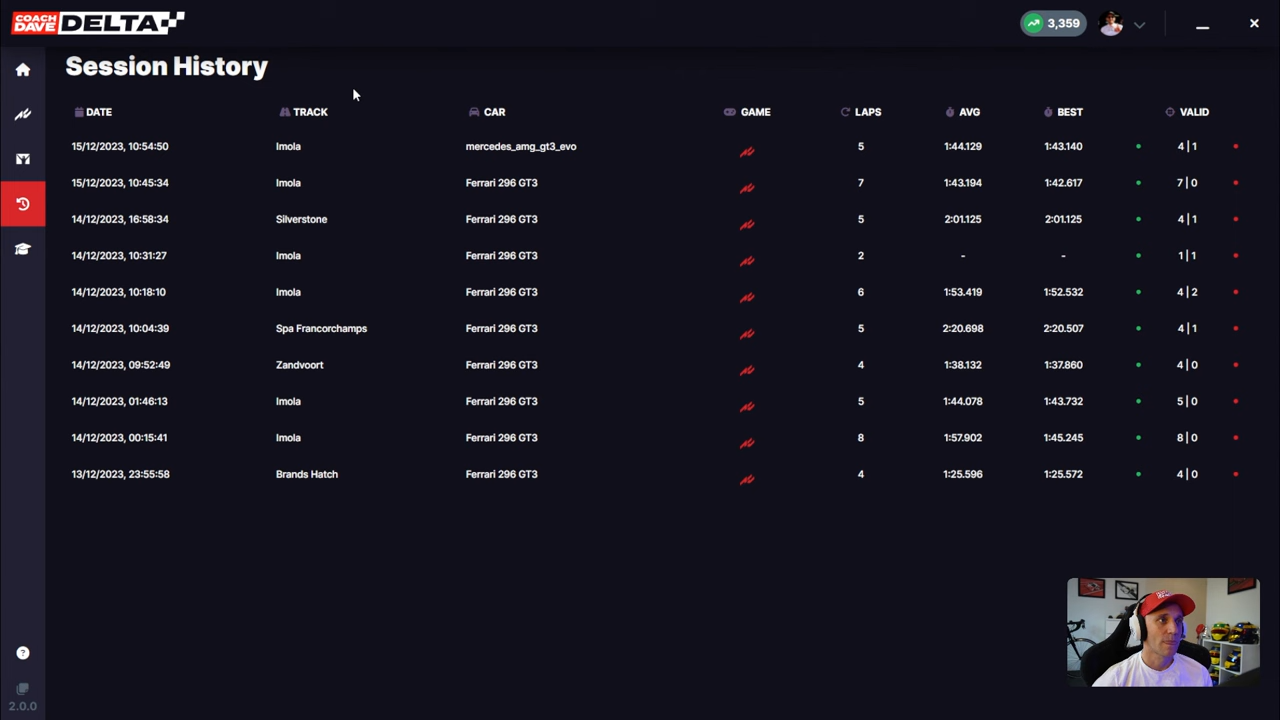 COACH DAVE DELTA
3,359
Session History
DATE TRACK CAR GAME LAPS AVG BEST VALID
15/12/2023, 10:54:50 Imola mercedes_amg_gt3_evo 5 1:44.129 1:43.140 4|1
15/12/2023, 10:45:34 Imola Ferrari 296 GT3 7 1:43.194 1:42.617 7|0
14/12/2023, 16:58:34 Silverstone Ferrari 296 GT3 5 2:01.125 2:01.125 4|1
14/12/2023, 10:31:27 Imola Ferrari 296 GT3 2 - - 1|1
14/12/2023, 10:18:10 Imola Ferrari 296 GT3 6 1:53.419 1:52.532 4|2
14/12/2023, 10:04:39 Spa Francorchamps Ferrari 296 GT3 5 2:20.698 2:20.507 4|1
14/12/2023, 09:52:49 Zandvoort Ferrari 296 GT3 4 1:38.132 1:37.860 4|0
14/12/2023, 01:46:13 Imola Ferrari 296 GT3 5 1:44.078 1:43.732 5|0
14/12/2023, 00:15:41 Imola Ferrari 296 GT3 8 1:57.902 1:45.245 8|0
13/12/2023, 23:55:58 Brands Hatch Ferrari 296 GT3 4 1:25.596 1:25.572 4|0
?
2.0.0